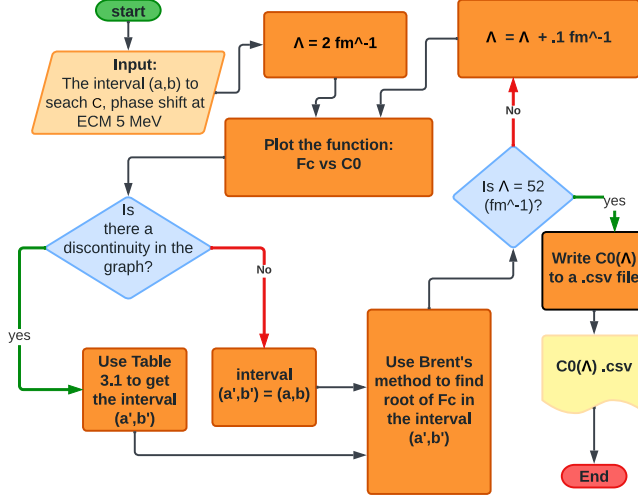 start
Input:
The interval (a,b) to
seach C, phase shift at
ECM 5 MeV
Λ = 2 fm^-1
Λ = Λ + .1 fm^-1
Plot the function:
Fc vs C0
No
Is Λ = 52
(fm^-1)?
yes
Is
there a
discontinuity in the
graph?
No
yes
Write C0(Λ)
to a .csv file
Use Table
3.1 to get
the interval
(a',b')
interval
(a',b') = (a,b)
Use Brent's
method to find
root of Fc in
the interval
(a',b')
C0(Λ) .csv
End